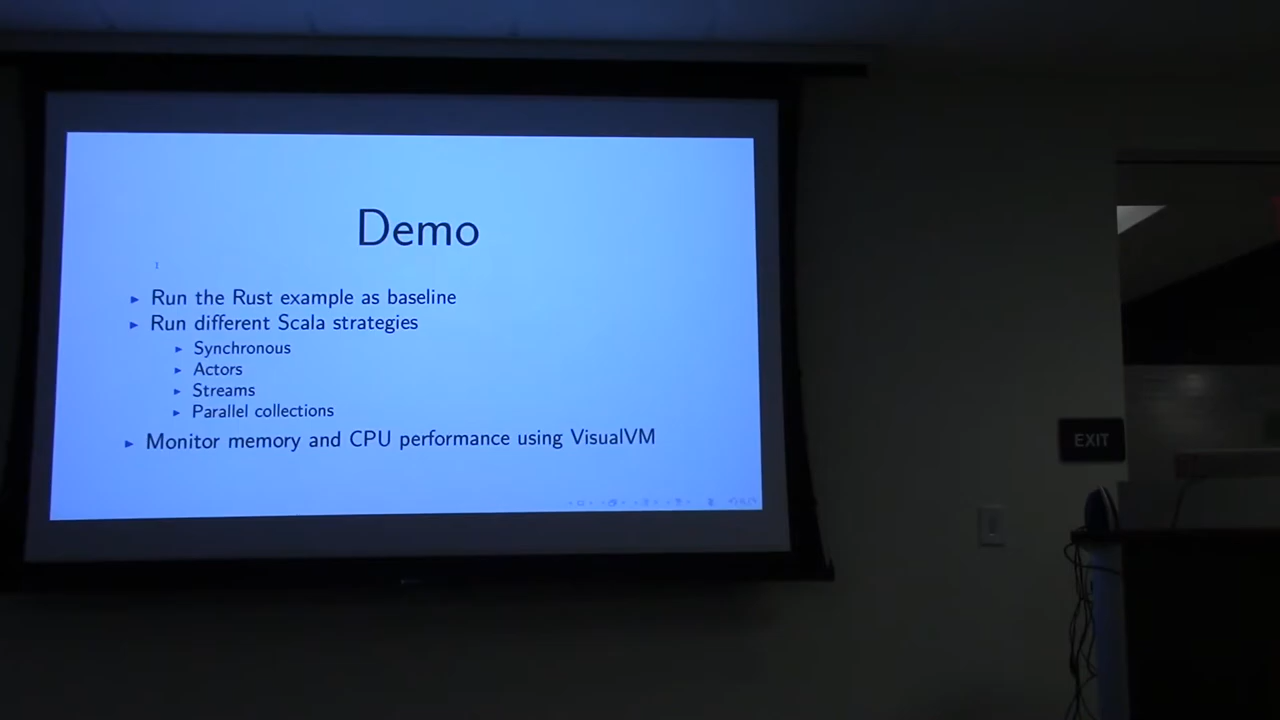 Demo
Run the Rust example as baseline
Run different Scala strategies
Synchronous
Actors
Streams
Parallel collections
Monitor memory and CPU performance using VisualVM
EXIT